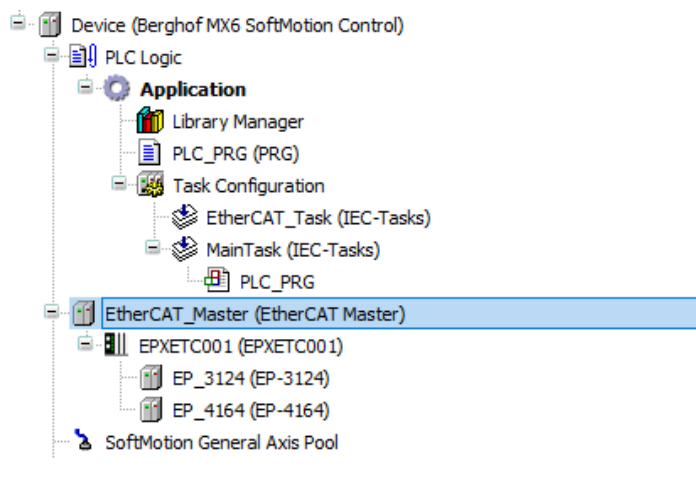 Device (Berghof MX6 SoftMotion Control)
PLC Logic
Application
Library Manager
PLC_PRG (PRG)
Task Configuration
EtherCAT_Task (IEC-Tasks)
MainTask (IEC-Tasks)
PLC_PRG
EtherCAT_Master (EtherCAT Master)
EPXETC001 (EPXETC001)
EP_3124 (EP-3124)
EP_4164 (EP-4164)
SoftMotion General Axis Pool